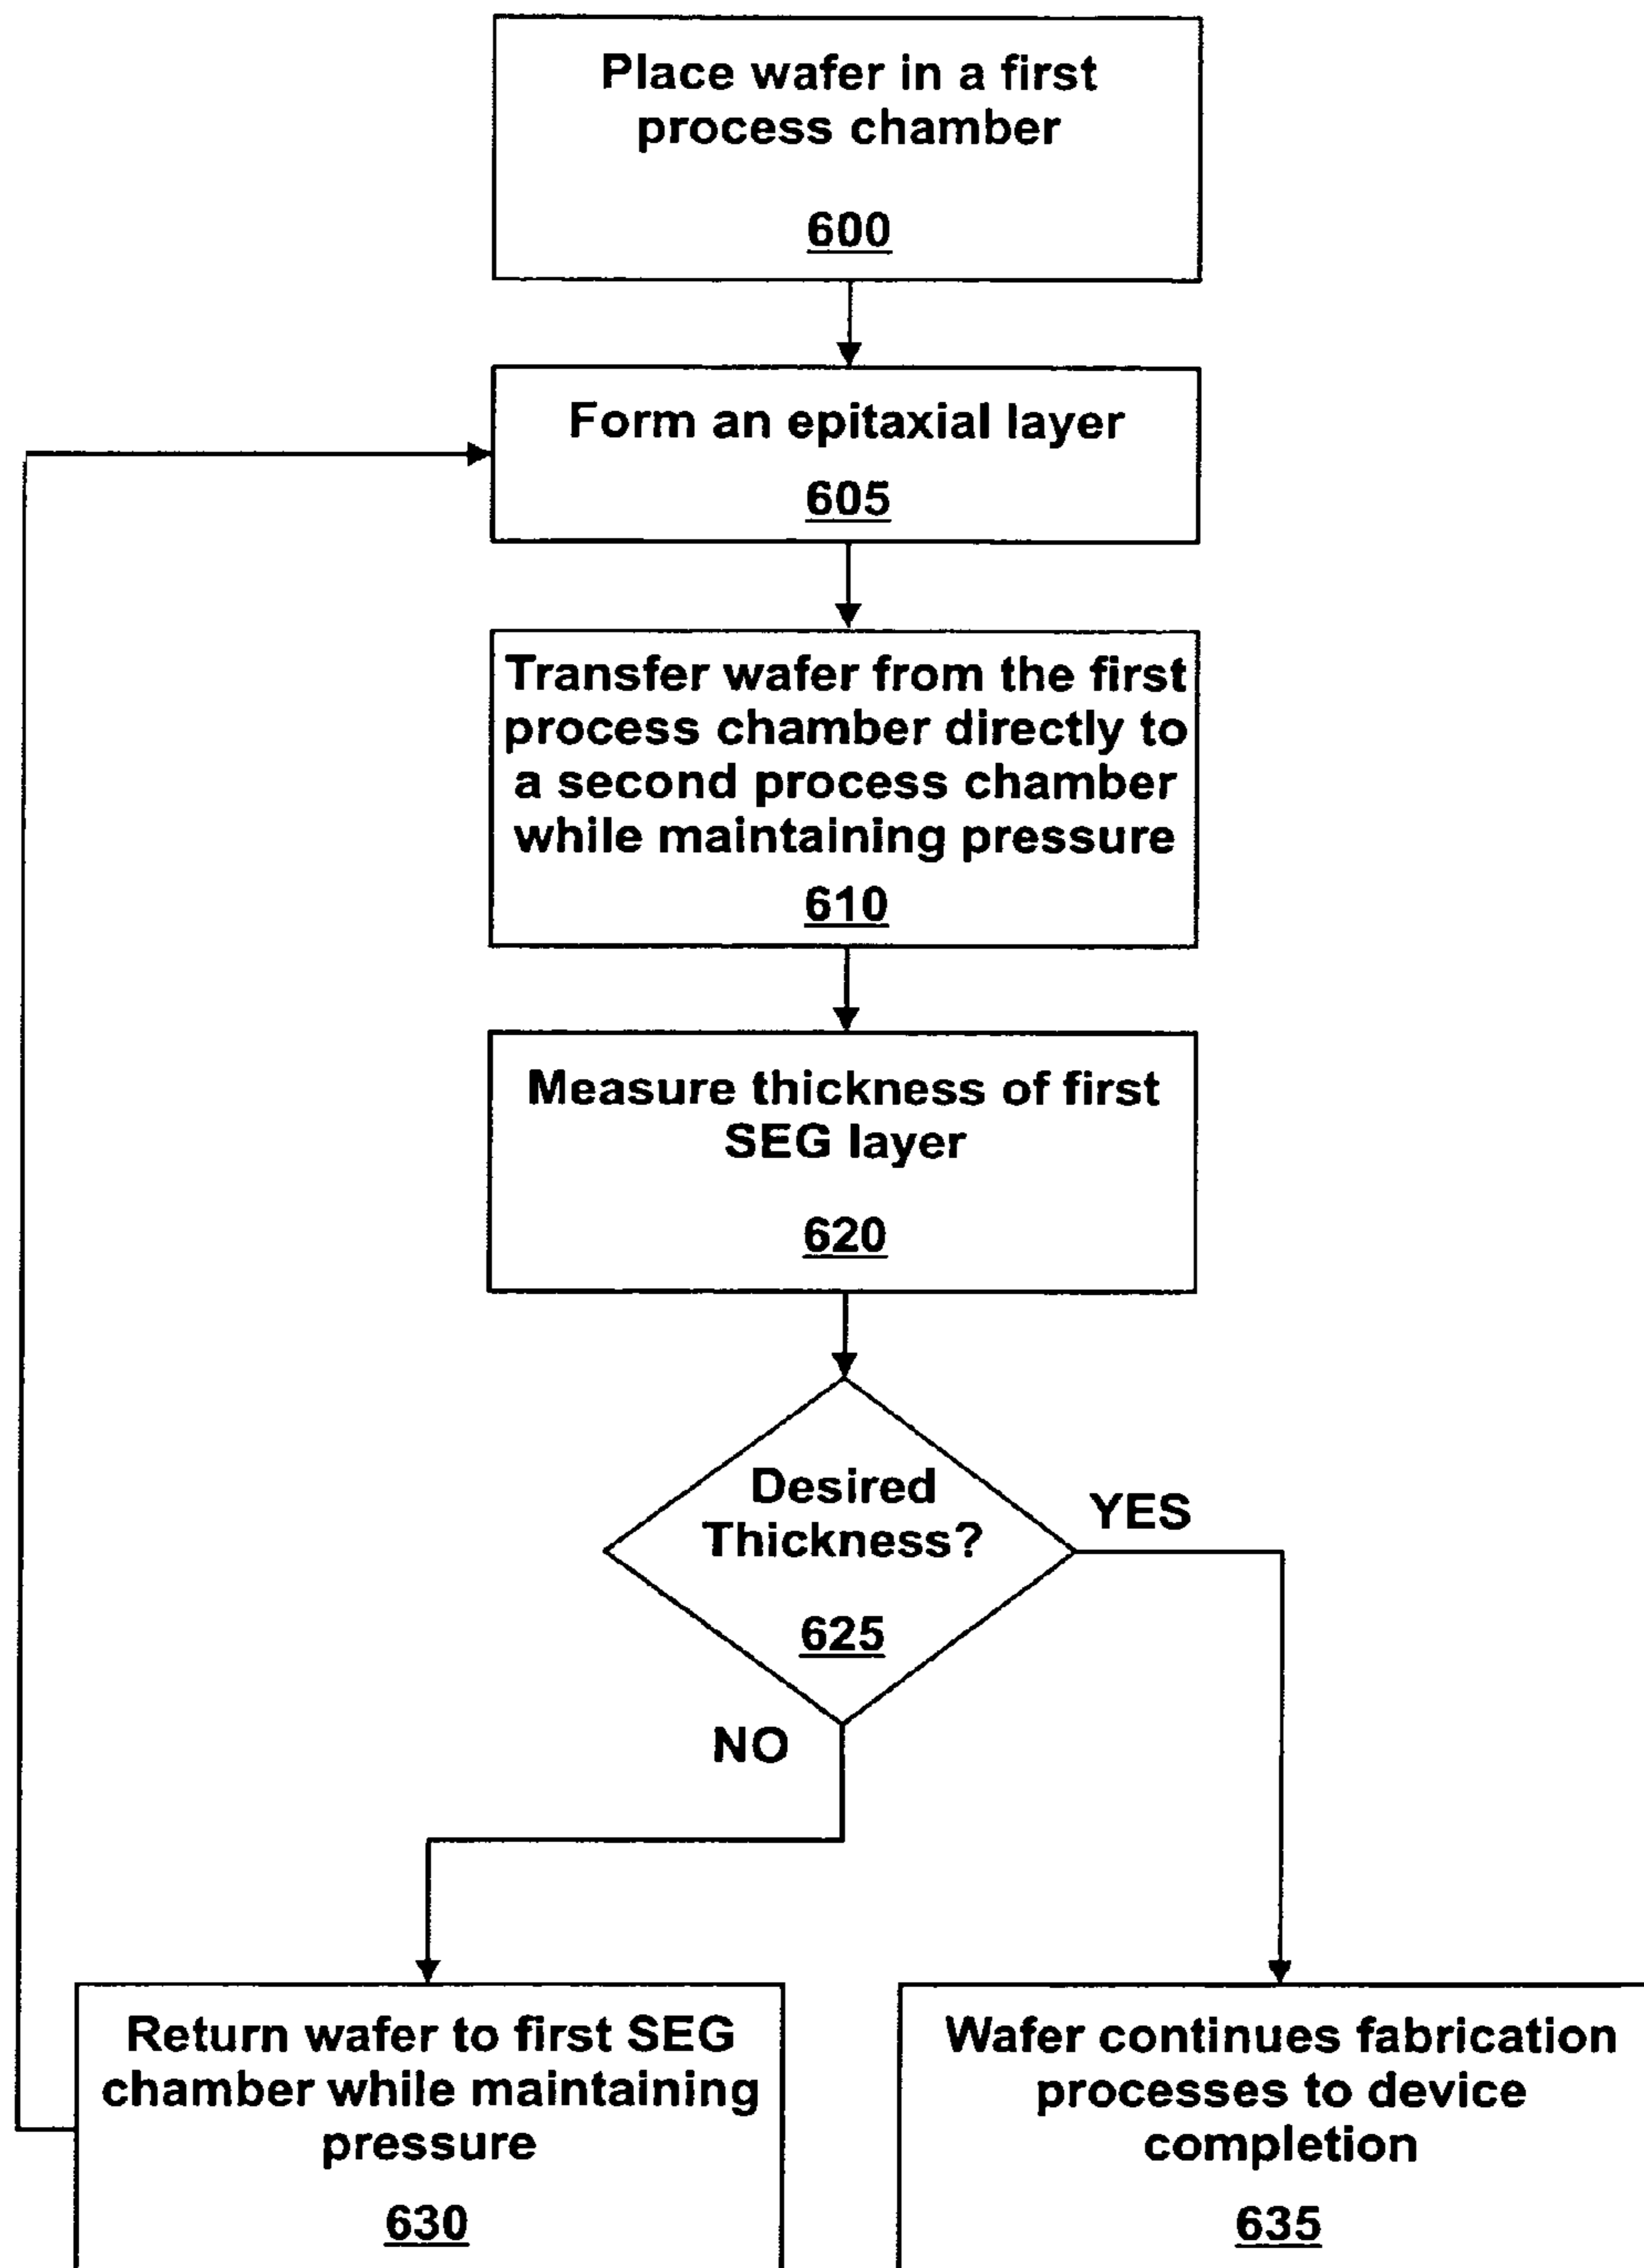 Place wafer in a first
process chamber
600
Form an epitaxial layer
605
Transfer wafer from the first
process chamber directly to
a second process chamber
while maintaining pressure
610
Measure thickness of first
SEG layer
620
Desired
Thickness?
625
YES
NO
Return wafer to first SEG
chamber while maintaining
pressure
630
Wafer continues fabrication
processes to device
completion
635